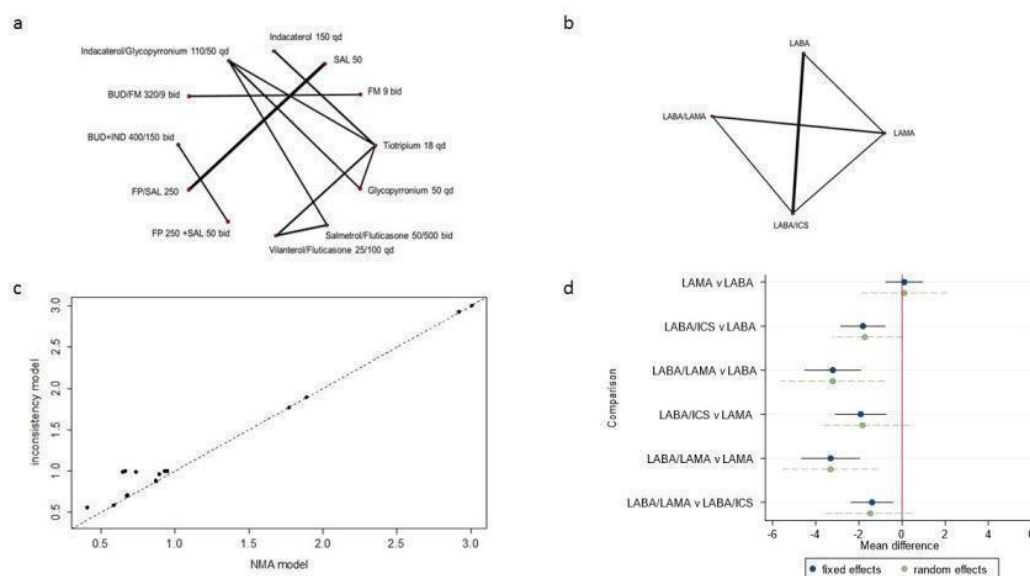 a
Indacaterol 150 qd
Indacaterol/Glycopyrronium 110/50 qd
SAL 50
BUD/FM 320/9 bid
FM 9 bid
BUD+IND 400/150 bid
Tiotripium 18 qd
FP/SAL 250
Glycopyrronium 50 qd
FP 250 +SAL 50 bid
Salmetrol/Fluticasone 50/500 bid
Vilanterol/Fluticasone 25/100 qd
b
LABA
LABA/LAMA
LAMA
LABA/ICS
c
inconsistency model
3.0
2.5
2.0
1.5
1.0
0.5
0.5 1.0 1.5 2.0 2.5 3.0
NMA model
d
Comparison
LAMA v LABA
LABA/ICS v LABA
LABA/LAMA v LABA
LABA/ICS v LAMA
LABA/LAMA v LAMA
LABA/LAMA v LABA/ICS
-6 -4 -2 0 2 4 6
Mean difference
fixed effects random effects